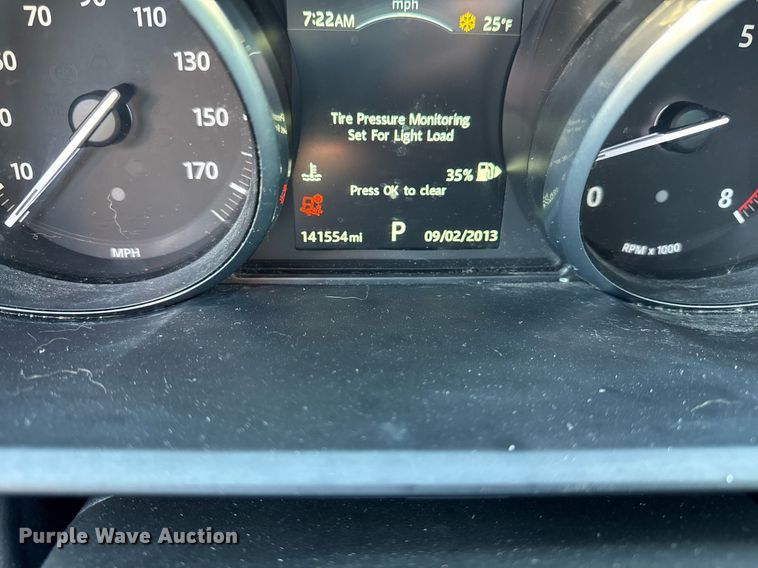 mph
7:22AM 25°F
70 110
130
150
10 170
MPH
Tire Pressure Monitoring
Set For Light Load
35%
Press OK to clear
141554mi P 09/02/2013
5
0 8
RPM x 1000
Purple Wave Auction